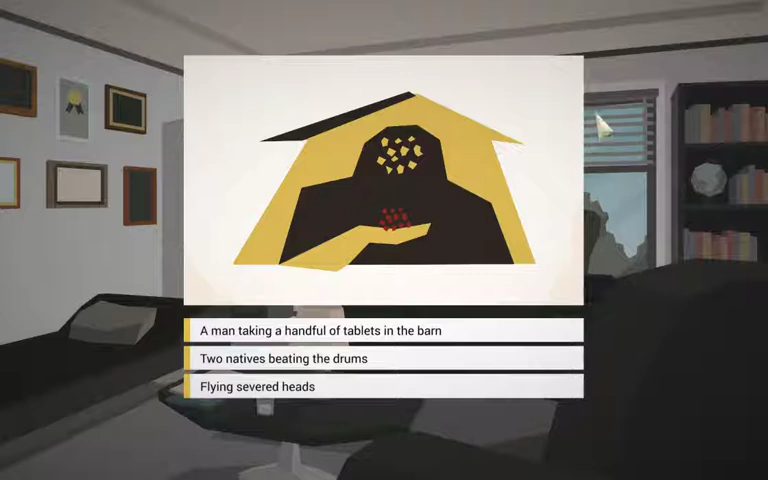 A man taking a handful of tablets in the barn
Two natives beating the drums
Flying severed heads